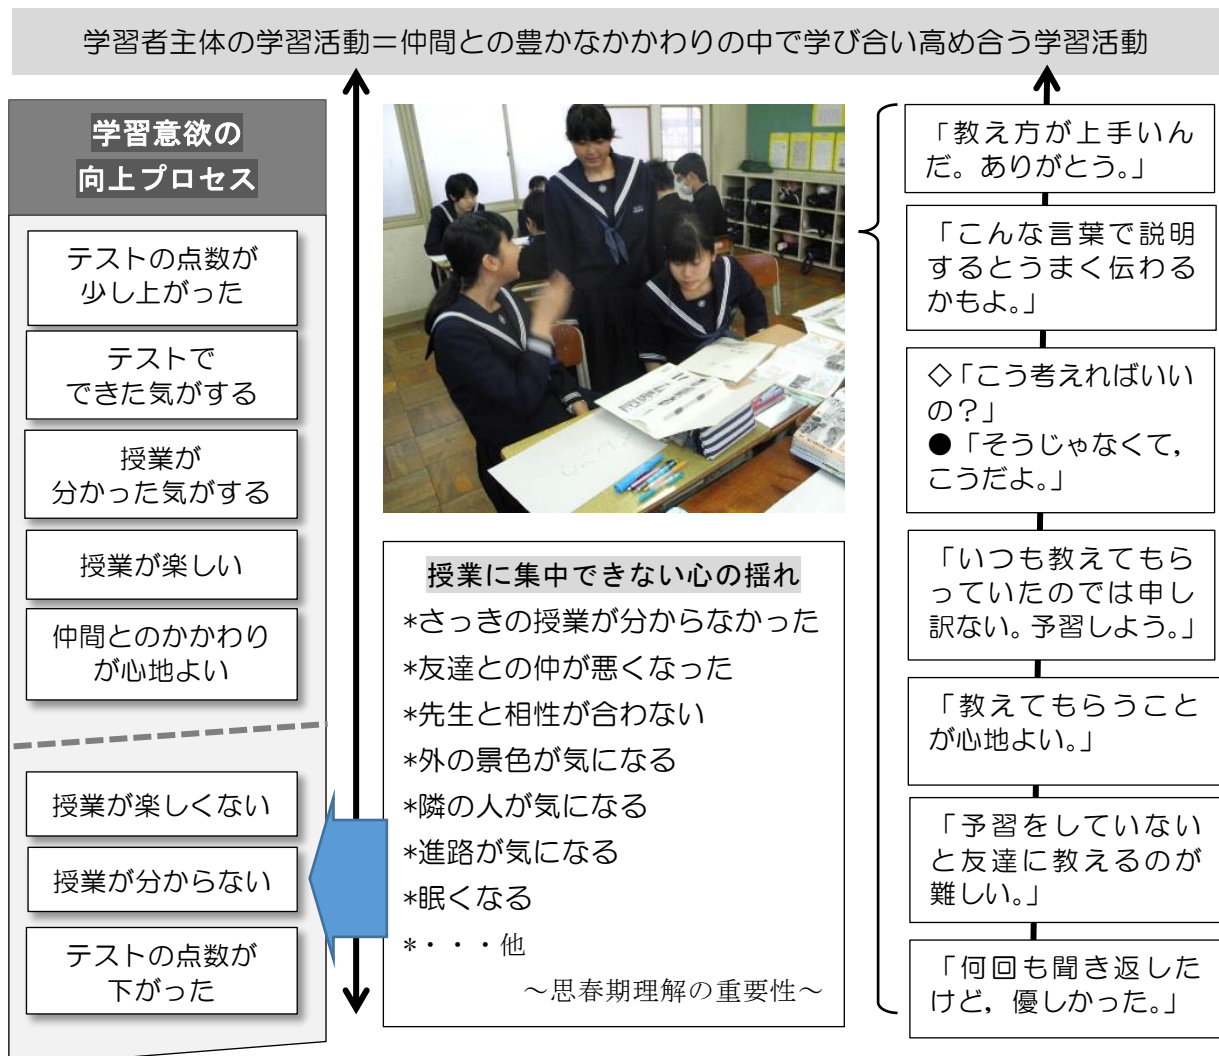 学習者主体の学習活動＝仲間との豊かなかかわりの中で学び合い高め合う学習活動
学習意欲の
向上プロセス
テストの点数が
少し上がった
テストで
できた気がする
授業が
分かった気がする
授業が楽しい
仲間とのかかわり
が心地よい
授業が楽しくない
授業が分からない
テストの点数が
下がった
授業に集中できない心の揺れ
*さっきの授業が分からなかった
*友達との仲が悪くなった
*先生と相性が合わない
*外の景色が気になる
*隣の人が気になる
*進路が気になる
*眠くなる
*・・・他
～思春期理解の重要性～
「教え方が上手いん
だ。ありがとう。」
「こんな言葉で説明
するとうまく伝わる
かもよ。」
◇「こう考えればいい
の？」
●「そうじゃなくて，
こうだよ。」
「いつも教えてもら
っていたのでは申し
訳ない。予習しよう。」
「教えてもらうこと
が心地よい。」
「予習をしていない
と友達に教えるのが
難しい。」
「何回も聞き返した
けど，優しかった。」